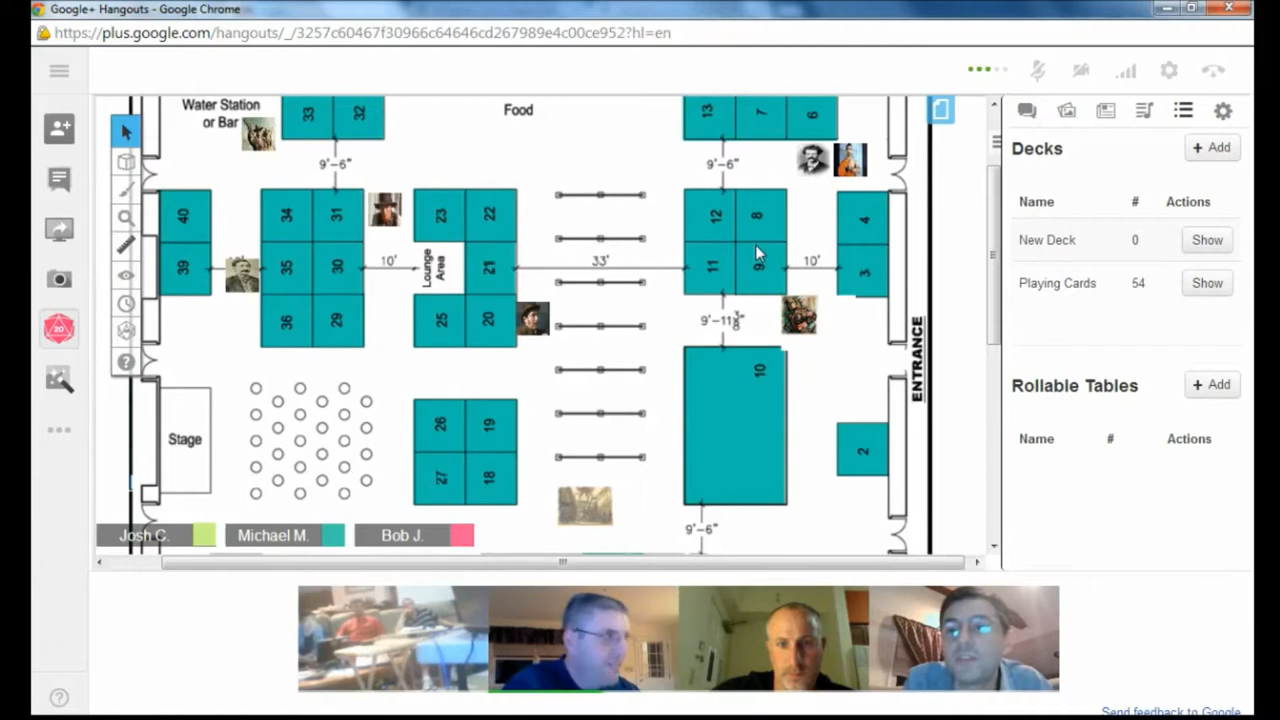 Google+ Hangouts - Google Chrome
https://plus.google.com/hangouts/_/3257c60467f30966c64646cd267989e4c00ce952?hl=en
Water Station
or Bar
33
32
Food
13
7
6
9'-6"
9'-6"
40
34
31
23
22
12
8
4
39
35
30
10'
Lounge
Area
21
33'
11
9
10'
3
36
29
25
20
9'-11
10
ENTRANCE
Stage
26
19
27
18
2
9'-6"
Josh C.
Michael M.
Bob J.
20
Decks
+ Add
Name # Actions
New Deck 0 Show
Playing Cards 54 Show
Rollable Tables
+ Add
Name # Actions
Send feedback to Google